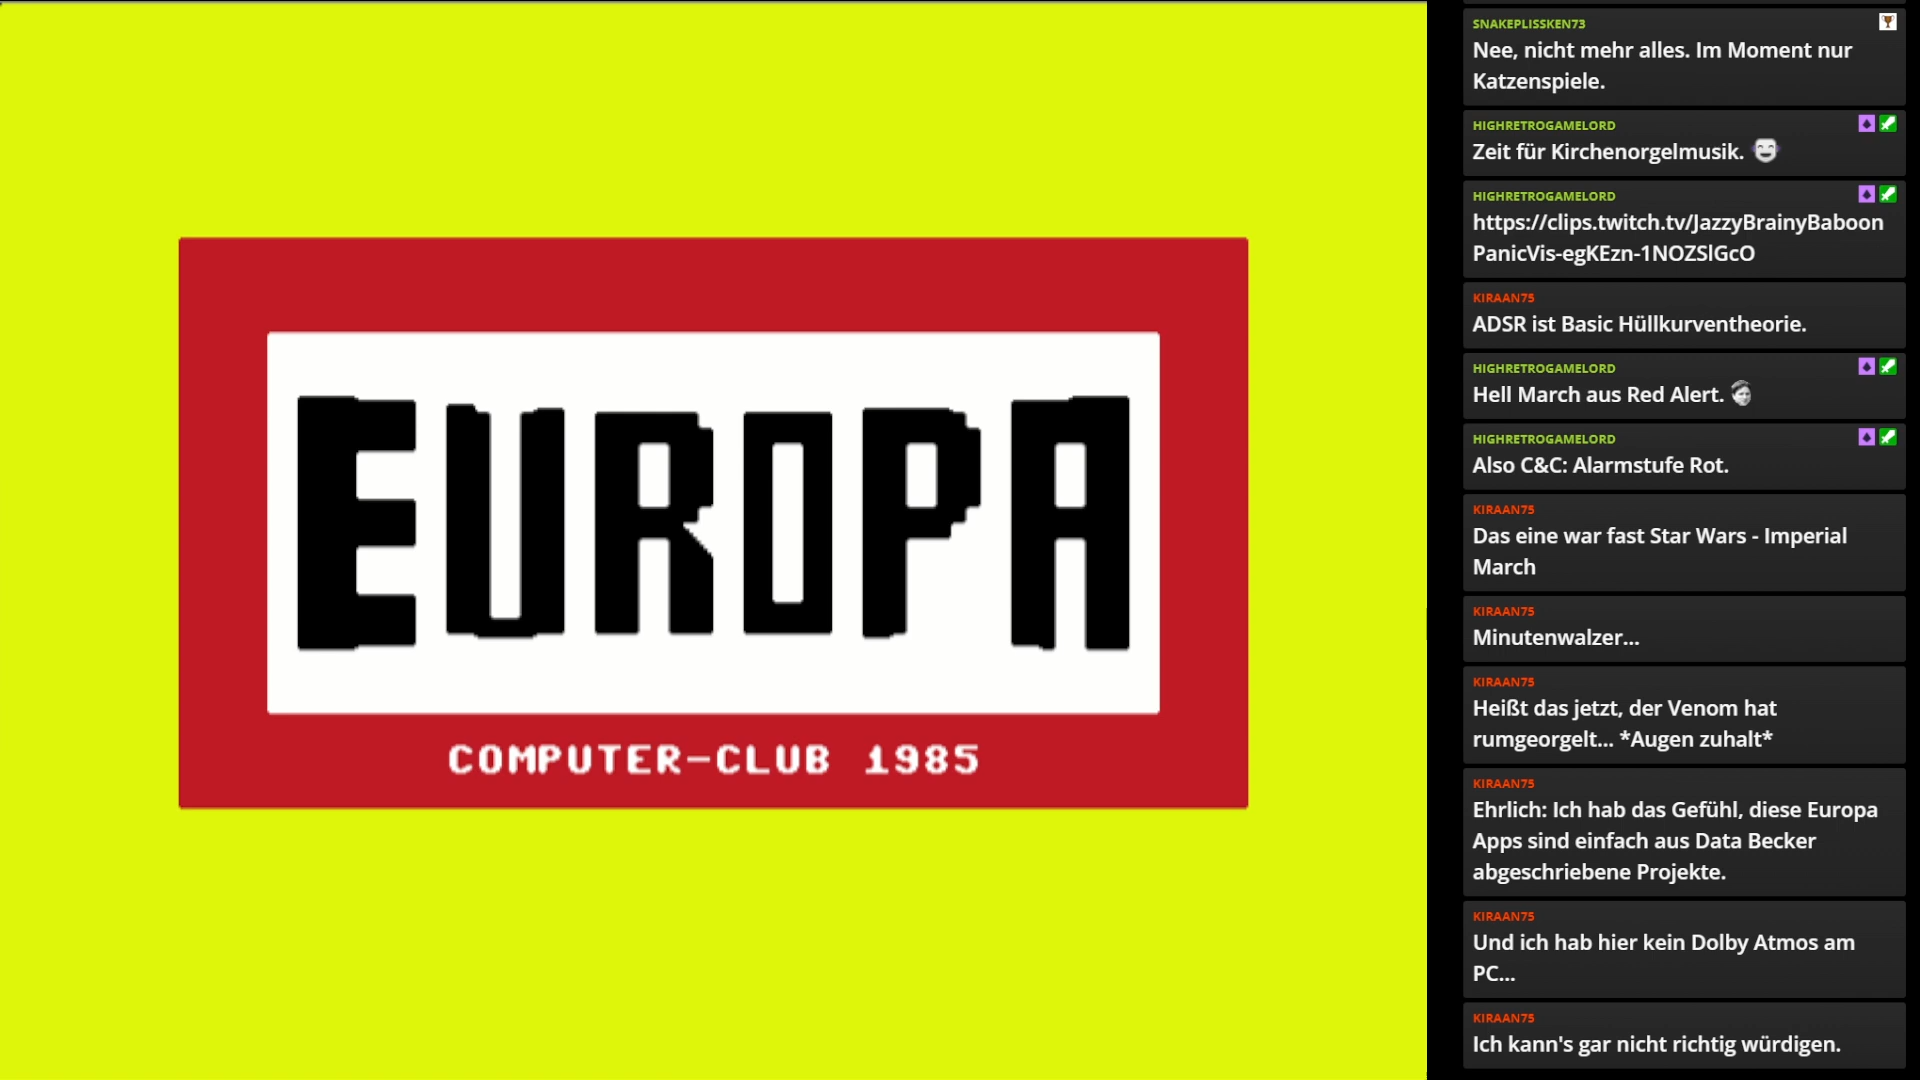 EUROPA
COMPUTER-CLUB 1985
SNAKEPLISSKEN73
Nee, nicht mehr alles. Im Moment nur
Katzenspiele.
HIGHRETROGAMELORD
Zeit für Kirchenorgelmusik.
HIGHRETROGAMELORD
https://clips.twitch.tv/JazzyBrainyBaboon
PanicVis-egKEzn-1NOZSlGcO
KIRAAN75
ADSR ist Basic Hüllkurventheorie.
HIGHRETROGAMELORD
Hell March aus Red Alert.
HIGHRETROGAMELORD
Also C&C: Alarmstufe Rot.
KIRAAN75
Das eine war fast Star Wars - Imperial
March
KIRAAN75
Minutenwalzer...
KIRAAN75
Heißt das jetzt, der Venom hat
rumgeorgelt... *Augen zuhalt*
KIRAAN75
Ehrlich: Ich hab das Gefühl, diese Europa
Apps sind einfach aus Data Becker
abgeschriebene Projekte.
KIRAAN75
Und ich hab hier kein Dolby Atmos am
PC...
KIRAAN75
Ich kann's gar nicht richtig würdigen.